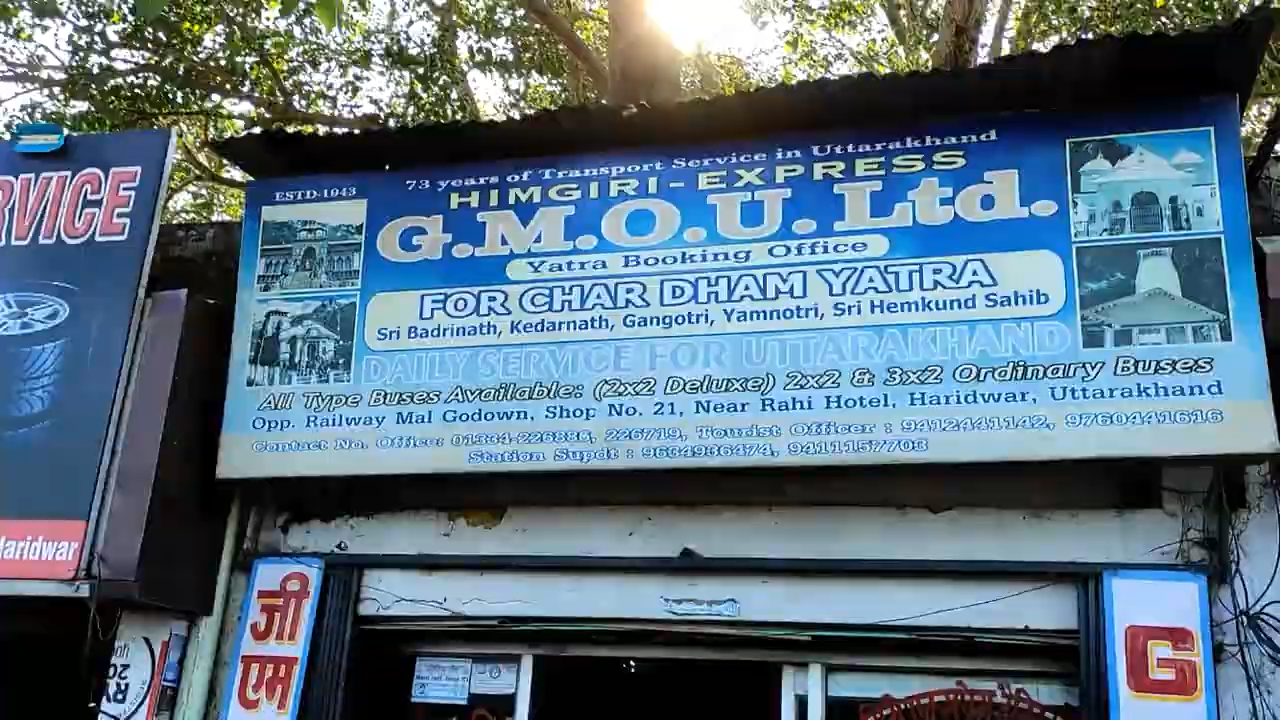 RVICE
Haridwar
ESTD-1943
73 years of Transport Service in Uttarakhand
HIMGIRI-EXPRESS
G.M.O.U. Ltd.
Yatra Booking Office
FOR CHAR DHAM YATRA
Sri Badrinath, Kedarnath, Gangotri, Yamnotri, Sri Hemkund Sahib
DAILY SERVICE FOR UTTARAKHAND
All Type Buses Available: (2x2 Deluxe) 2x2 & 3x2 Ordinary Buses
Opp. Railway Mal Godown, Shop No. 21, Near Rahi Hotel, Haridwar, Uttarakhand
Contact No. Office: 01334-226886, 226719, Tourist Officer : 9412441142, 9760441616
Station Supdt : 9634936474, 9411157703
जी
एम
G